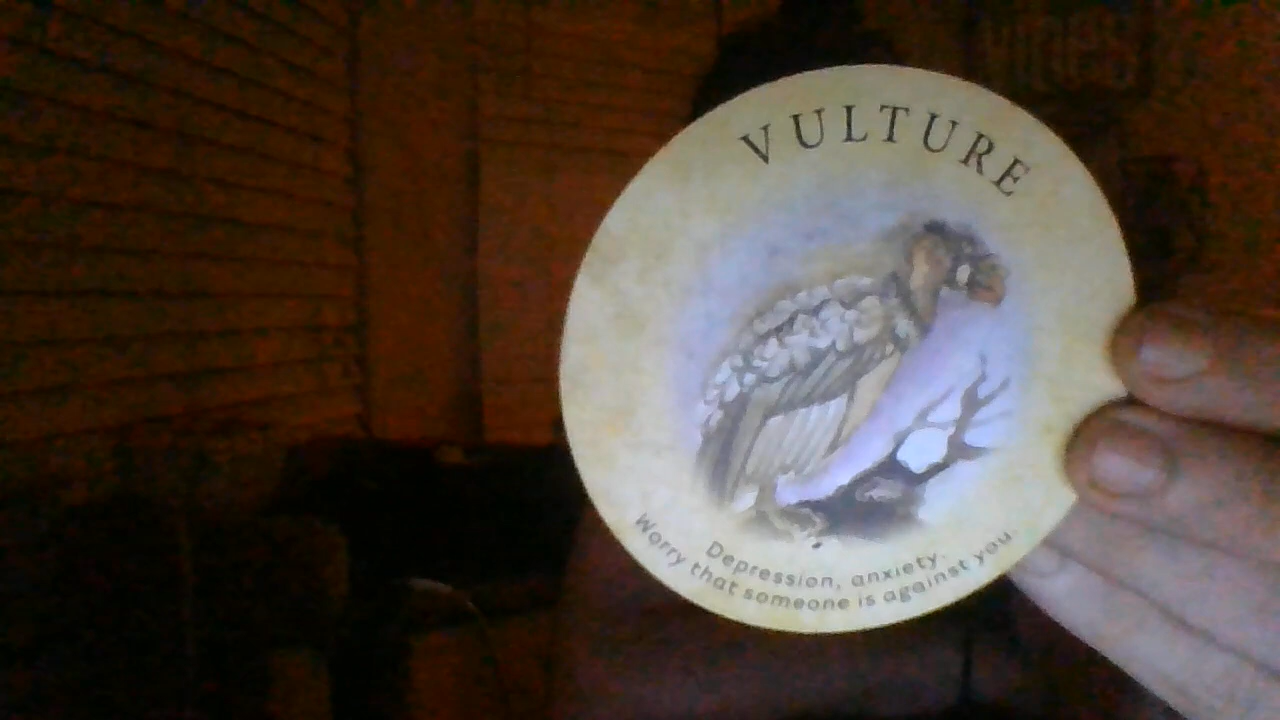 VULTURE
Depression, anxiety.
Worry that someone is against you.